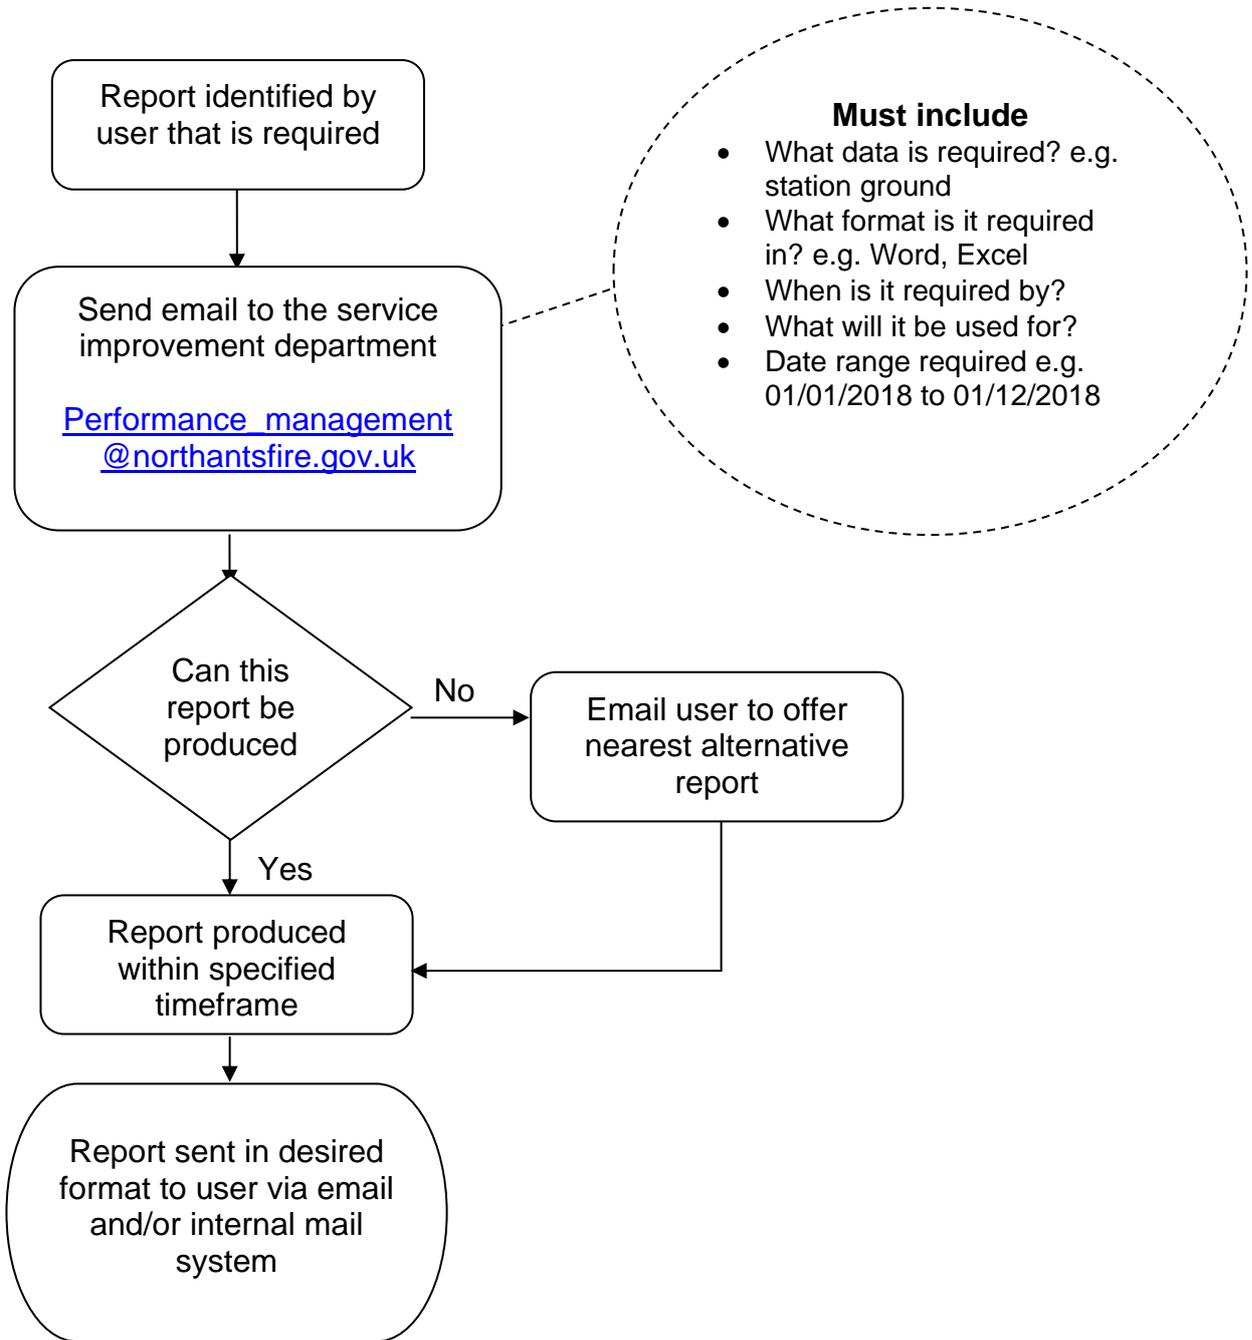 Report identified by
user that is required
Must include
• What data is required? e.g.
station ground
• What format is it required
in? e.g. Word, Excel
• When is it required by?
• What will it be used for?
• Date range required e.g.
01/01/2018 to 01/12/2018
Send email to the service
improvement department
Performance_management
@northantsfire.gov.uk
Can this
report be
produced
No
Email user to offer
nearest alternative
report
Yes
Report produced
within specified
timeframe
Report sent in desired
format to user via email
and/or internal mail
system